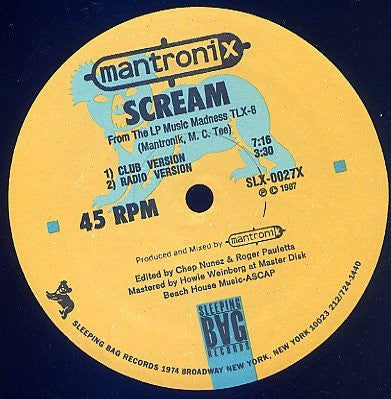 mantronix
SCREAM
From The LP Music Madness TLX-6
(Mantronik, M. C. Tee)
1) CLUB VERSION 7:16
2) RADIO VERSION 3:30
SLX-0027X
℗ © 1987
45 RPM
Produced and Mixed by mantronik
Edited by Chep Nunez & Roger Pauletta
Mastered by Howie Weinberg at Master Disk
Beach House Music-ASCAP
SLEEPING
BAG
RECORDS
SLEEPING BAG RECORDS 1974 BROADWAY NEW YORK, NEW YORK 10023 212/724-1440